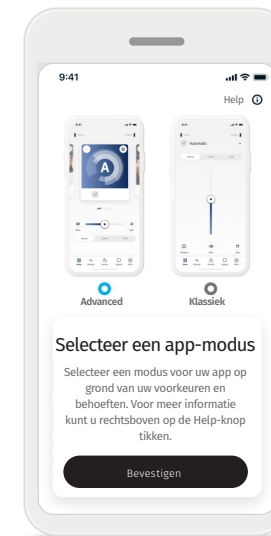 9:41
Help
Automatic
A
Advanced
Klassiek
Selecteer een app-modus
Selecteer een modus voor uw app op
grond van uw voorkeuren en
behoeften. Voor meer informatie
kunt u rechtsboven op de Help-knop
tikken.
Bevestigen